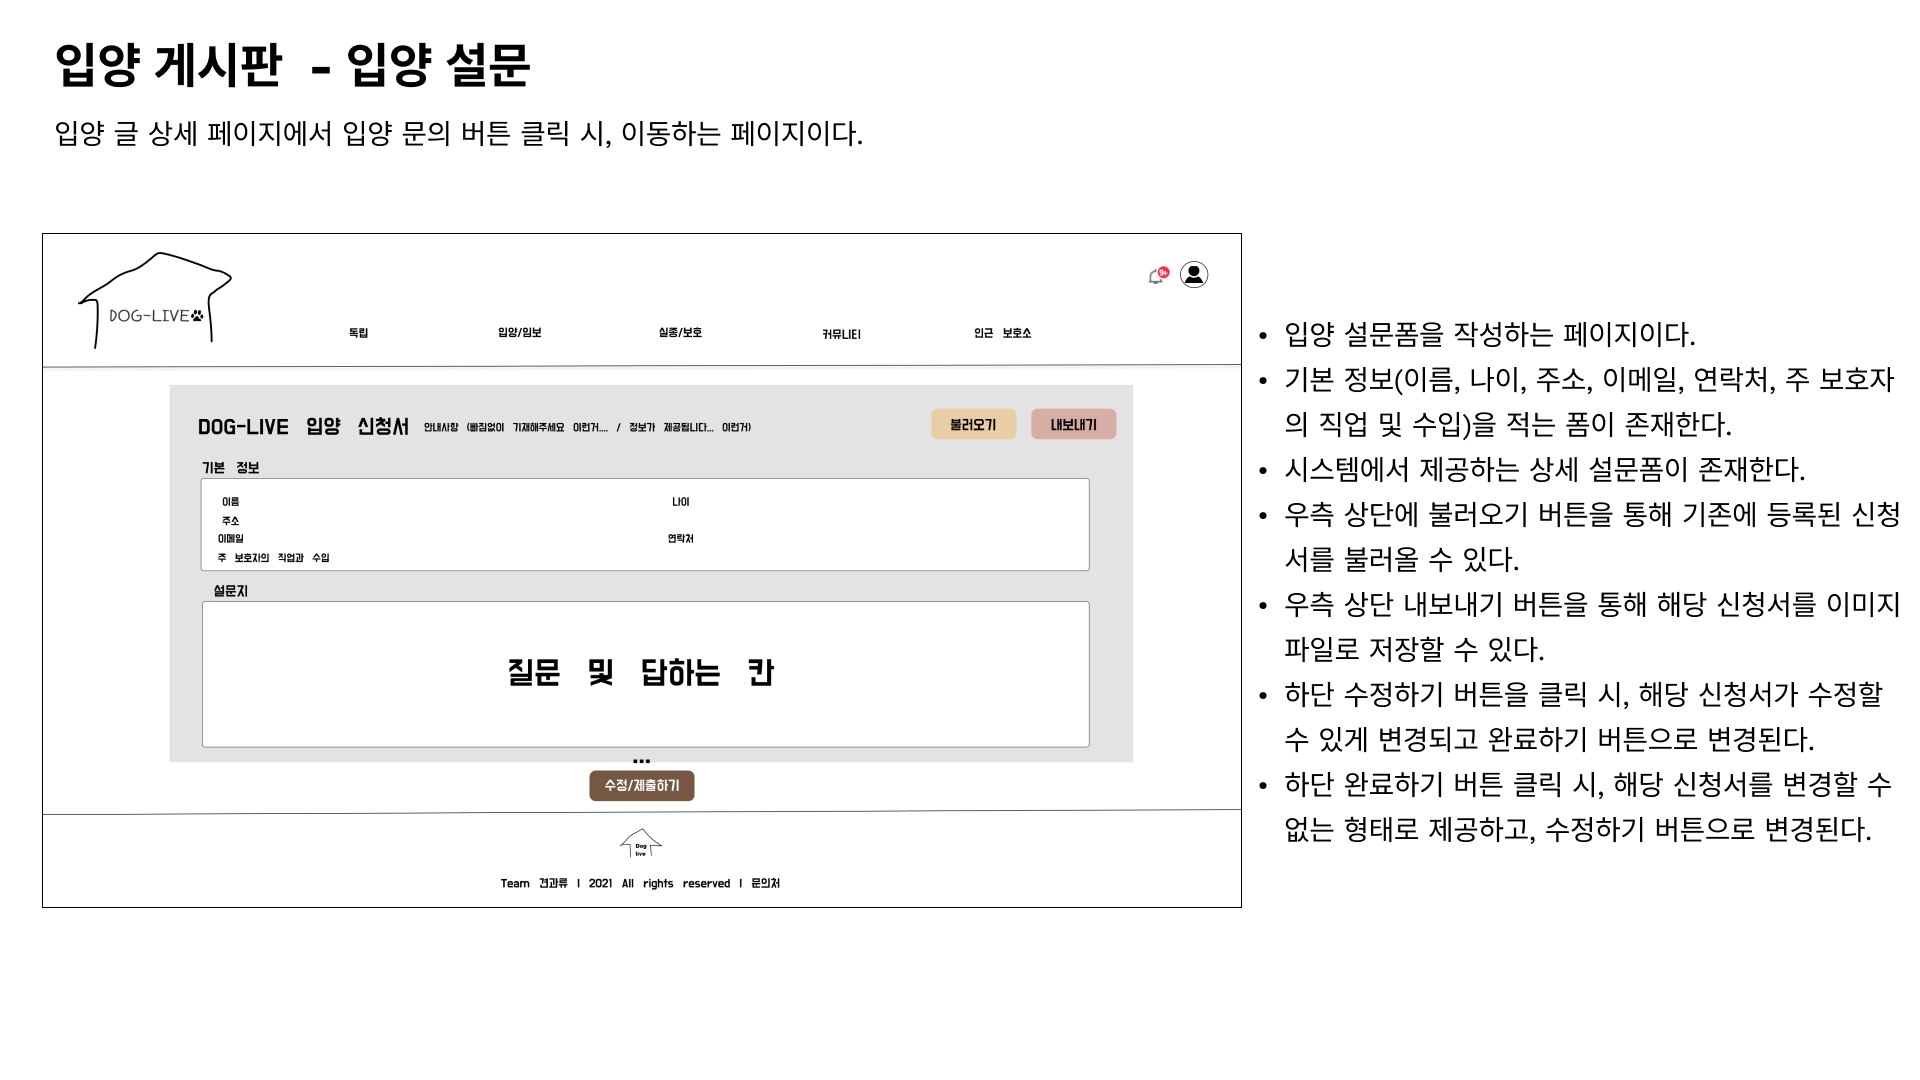 입양 게시판 - 입양 설문
입양 글 상세 페이지에서 입양 문의 버튼 클릭 시, 이동하는 페이지이다.
9+
DOG-LIVE
독립
입양/임보
실종/보호
커뮤니티
인근 보호소
DOG-LIVE 입양 신청서
안내사항 (빠짐없이 기재해주세요 이런거.... / 정보가 제공됩니다... 이런거)
불러오기
내보내기
기본 정보
이름
나이
주소
이메일
연락처
주 보호자의 직업과 수입
설문지
질문 및 답하는 칸
...
수정/제출하기
Dog
live
Team 견과류 | 2021 All rights reserved | 문의처
• 입양 설문폼을 작성하는 페이지이다.
• 기본 정보(이름, 나이, 주소, 이메일, 연락처, 주 보호자
의 직업 및 수입)을 적는 폼이 존재한다.
• 시스템에서 제공하는 상세 설문폼이 존재한다.
• 우측 상단에 불러오기 버튼을 통해 기존에 등록된 신청
서를 불러올 수 있다.
• 우측 상단 내보내기 버튼을 통해 해당 신청서를 이미지
파일로 저장할 수 있다.
• 하단 수정하기 버튼을 클릭 시, 해당 신청서가 수정할
수 있게 변경되고 완료하기 버튼으로 변경된다.
• 하단 완료하기 버튼 클릭 시, 해당 신청서를 변경할 수
없는 형태로 제공하고, 수정하기 버튼으로 변경된다.